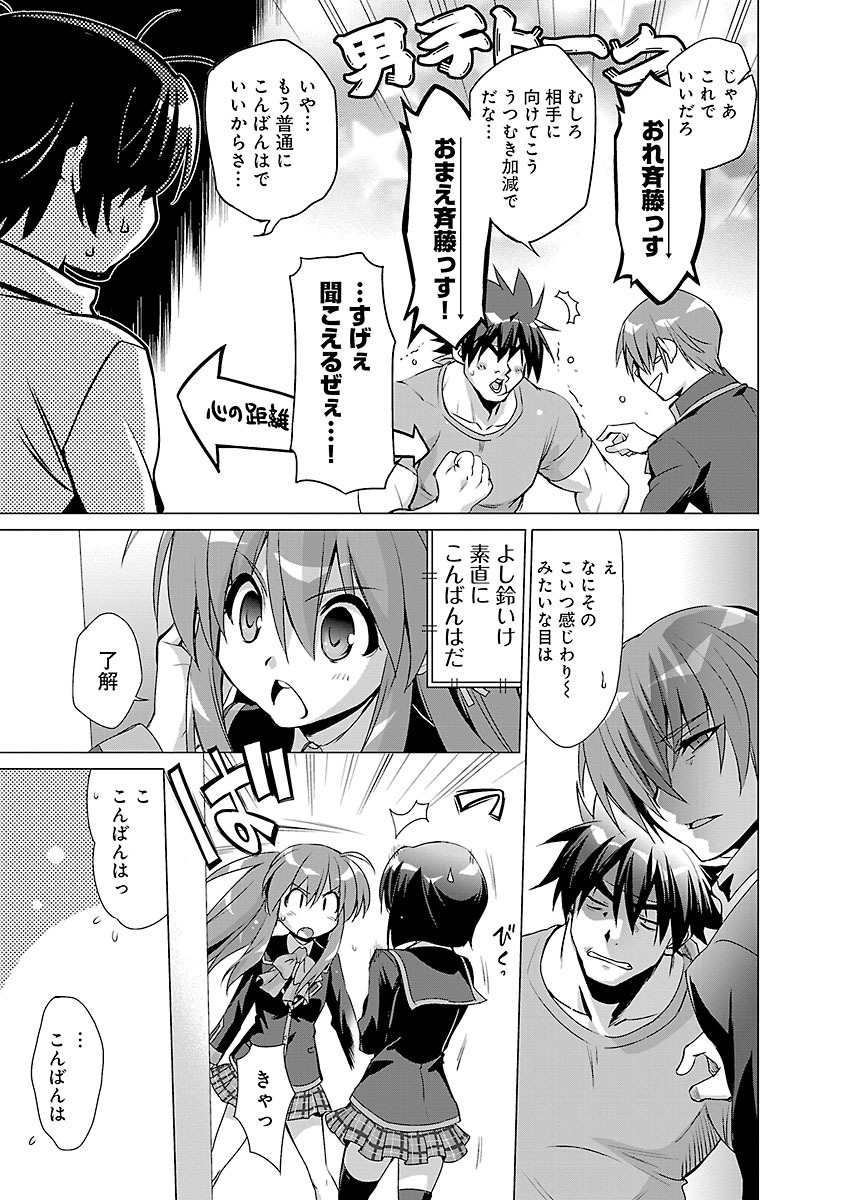 男子トーク
じゃあ
これで
いいだろ
おれ斉藤っす
むしろ
相手に
向けてこう
うつむき加減で
だな…
おまえ斉藤っす！
…すげぇ
聞こえるぜぇ…！
いや…
もう普通に
こんばんはで
いいからさ…
心の距離
え
なにその
こいつ感じわり～
みたいな目は
よし鈴いけ
素直に
こんばんはだ
了解
ばっ
びくっ
きゃっ
こ
こんばんはっ
…
こんばんは